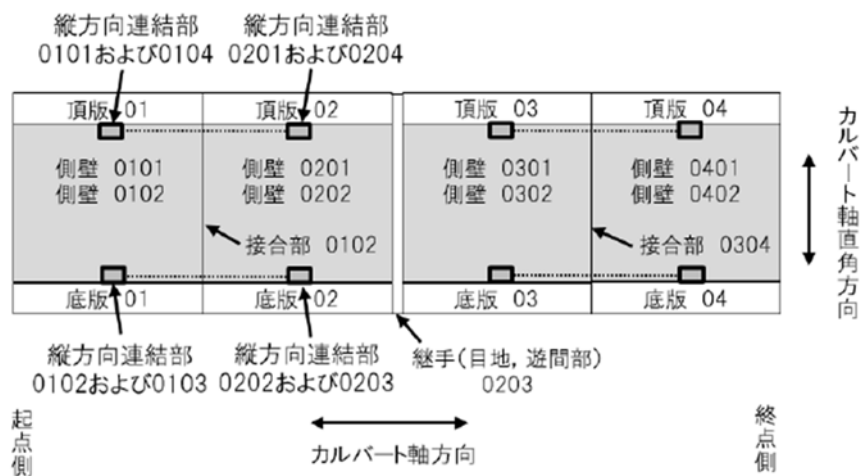 縦方向連結部
0101および0104
縦方向連結部
0201および0204
頂版 01
頂版 02
頂版 03
頂版 04
側壁 0101
側壁 0102
側壁 0201
側壁 0202
側壁 0301
側壁 0302
側壁 0401
側壁 0402
接合部 0102
接合部 0304
カルバート軸直角方向
底版 01
底版 02
底版 03
底版 04
縦方向連結部
0102および0103
縦方向連結部
0202および0203
継手(目地，遊間部)
0203
起点側
カルバート軸方向
終点側